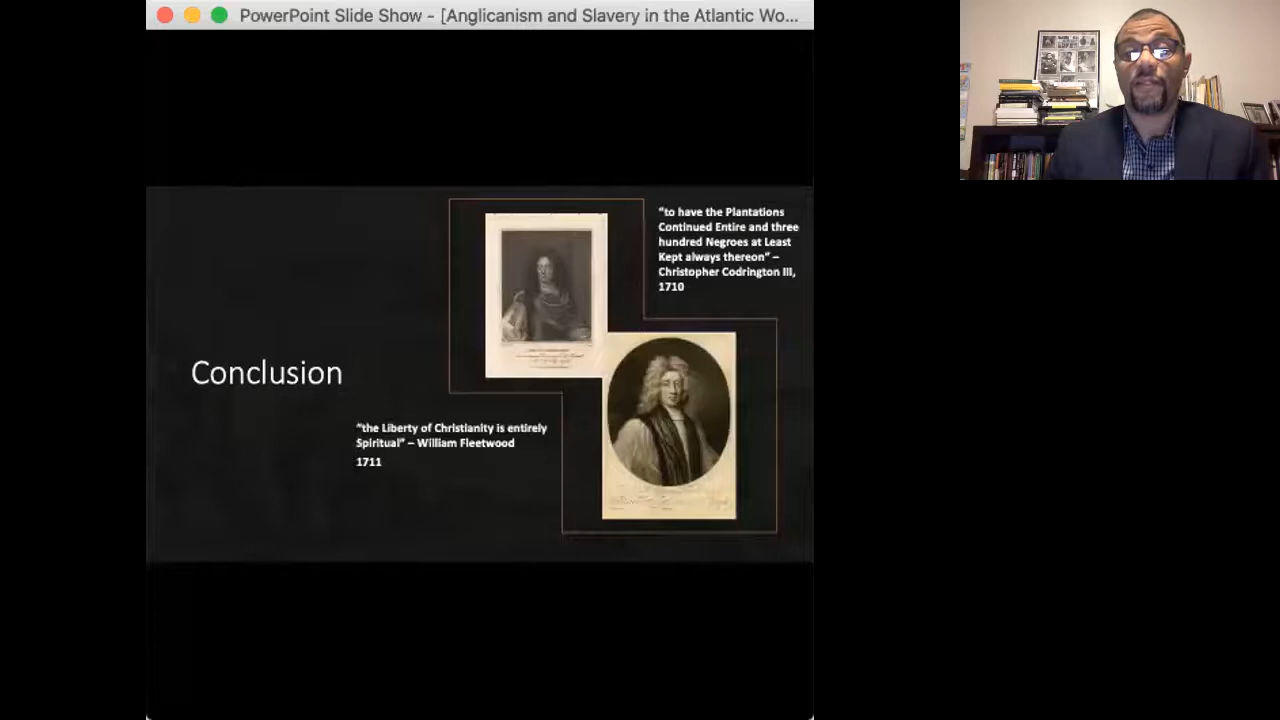 PowerPoint Slide Show - [Anglicanism and Slavery in the Atlantic Wo...
“to have the Plantations
Continued Entire and three
hundred Negroes at Least
Kept always thereon” –
Christopher Codrington III,
1710
Conclusion
“the Liberty of Christianity is entirely
Spiritual” – William Fleetwood
1711